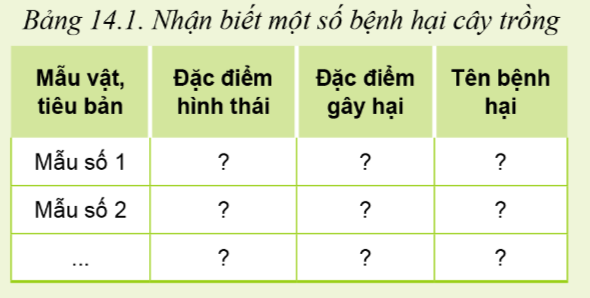 Bảng 14.1. Nhận biết một số bệnh hại cây trồng
Mẫu vật, tiêu bản Đặc điểm hình thái Đặc điểm gây hại Tên bệnh hại
Mẫu số 1 ? ? ?
Mẫu số 2 ? ? ?
... ? ? ?